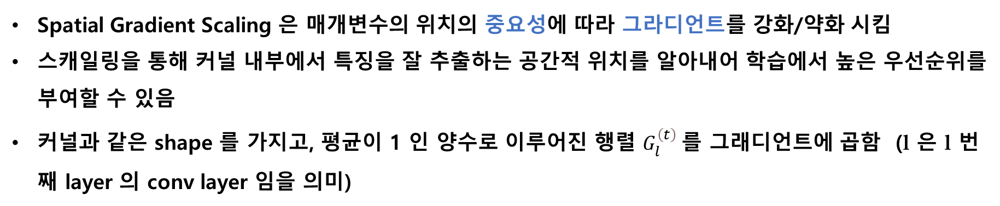 • Spatial Gradient Scaling 은 매개변수의 위치의 중요성에 따라 그라디언트를 강화/약화 시킴
• 스캐일링을 통해 커널 내부에서 특징을 잘 추출하는 공간적 위치를 알아내어 학습에서 높은 우선순위를
부여할 수 있음
• 커널과 같은 shape 를 가지고, 평균이 1 인 양수로 이루어진 행렬 $G_l^{(t)}$ 를 그래디언트에 곱함 (l 은 l 번
째 layer 의 conv layer 임을 의미)